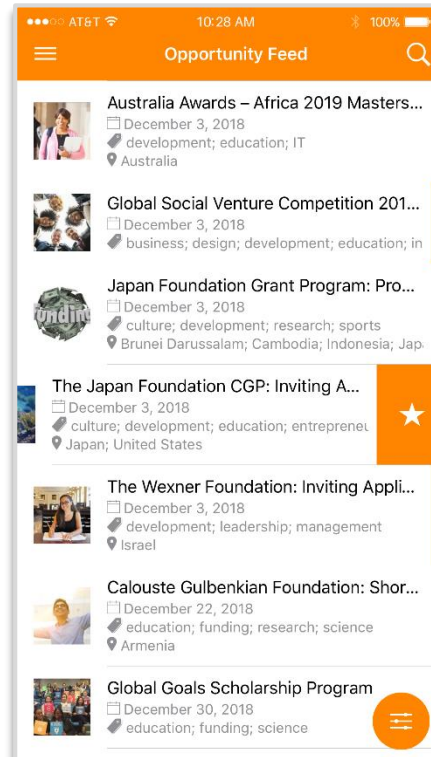 AT&T
10:28 AM
100%
Opportunity Feed
Australia Awards – Africa 2019 Masters...
December 3, 2018
development; education; IT
Australia
Global Social Venture Competition 201...
December 3, 2018
business; design; development; education; in
funding
Japan Foundation Grant Program: Pro...
December 3, 2018
culture; development; research; sports
Brunei Darussalam; Cambodia; Indonesia; Jap
The Japan Foundation CGP: Inviting A...
December 3, 2018
culture; development; education; entrepreneu
Japan; United States
The Wexner Foundation: Inviting Appli...
December 3, 2018
development; leadership; management
Israel
Calouste Gulbenkian Foundation: Shor...
December 22, 2018
education; funding; research; science
Armenia
Global Goals Scholarship Program
December 30, 2018
education; funding; science